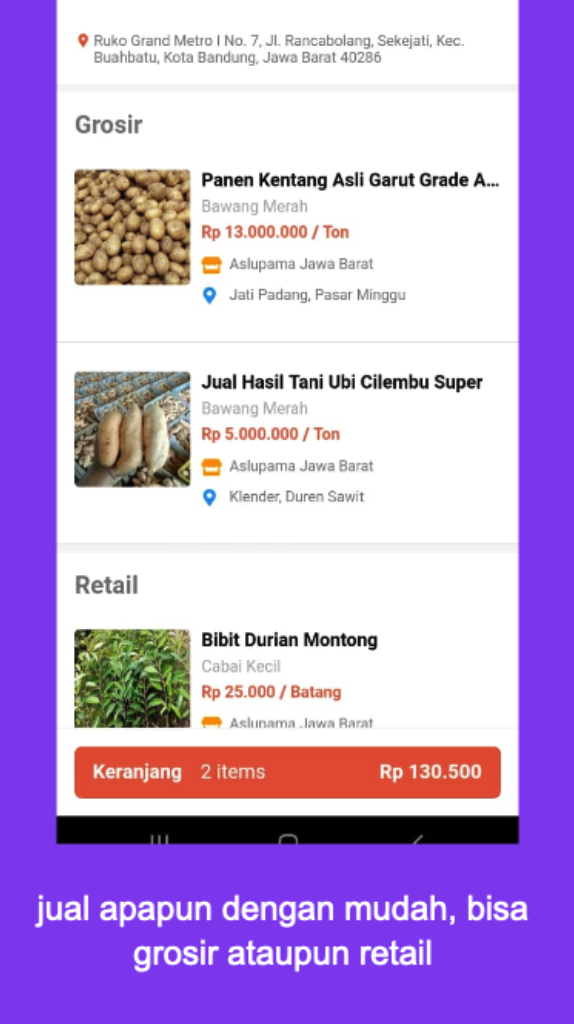 Ruko Grand Metro I No. 7, Jl. Rancabolang, Sekejati, Kec.
Buahbatu, Kota Bandung, Jawa Barat 40286
Grosir
Panen Kentang Asli Garut Grade A...
Bawang Merah
Rp 13.000.000 / Ton
Aslupama Jawa Barat
Jati Padang, Pasar Minggu
Jual Hasil Tani Ubi Cilembu Super
Bawang Merah
Rp 5.000.000 / Ton
Aslupama Jawa Barat
Klender, Duren Sawit
Retail
Bibit Durian Montong
Cabai Kecil
Rp 25.000 / Batang
Aslupama Jawa Barat
Keranjang 2 items Rp 130.500
jual apapun dengan mudah, bisa
grosir ataupun retail